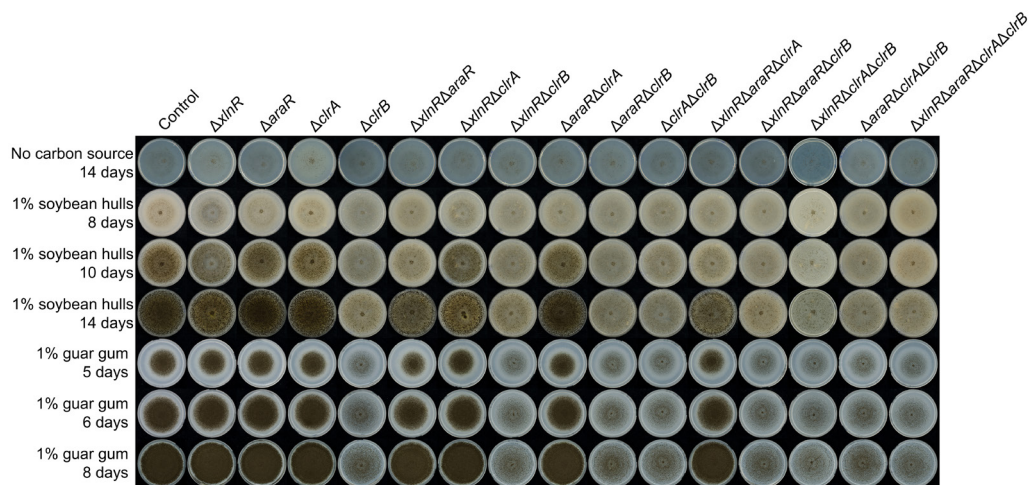 Control
ΔxlnR
ΔaraR
ΔclrA
ΔclrB
ΔxlnRΔaraR
ΔxlnRΔclrA
ΔxlnRΔclrB
ΔaraRΔclrA
ΔaraRΔclrB
ΔclrAΔclrB
ΔxlnRΔaraRΔclrA
ΔxlnRΔaraRΔclrB
ΔxlnRΔclrAΔclrB
ΔaraRΔclrAΔclrB
ΔxlnRΔaraRΔclrAΔclrB
No carbon source
14 days
1% soybean hulls
8 days
1% soybean hulls
10 days
1% soybean hulls
14 days
1% guar gum
5 days
1% guar gum
6 days
1% guar gum
8 days